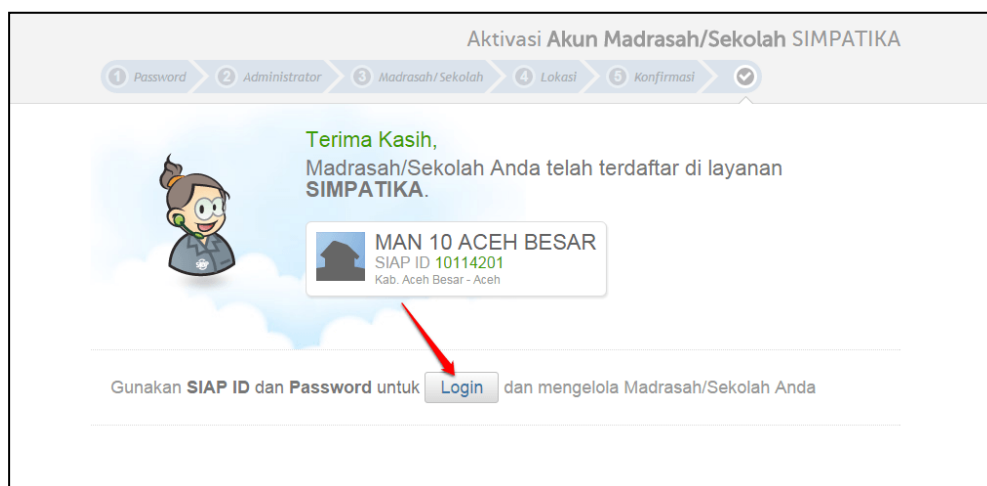 Aktivasi Akun Madrasah/Sekolah SIMPATIKA
1 Password 2 Administrator 3 Madrasah/Sekolah 4 Lokasi 5 Konfirmasi
Terima Kasih,
Madrasah/Sekolah Anda telah terdaftar di layanan
SIMPATIKA.
MAN 10 ACEH BESAR
SIAP ID 10114201
Kab. Aceh Besar - Aceh
Gunakan SIAP ID dan Password untuk Login dan mengelola Madrasah/Sekolah Anda